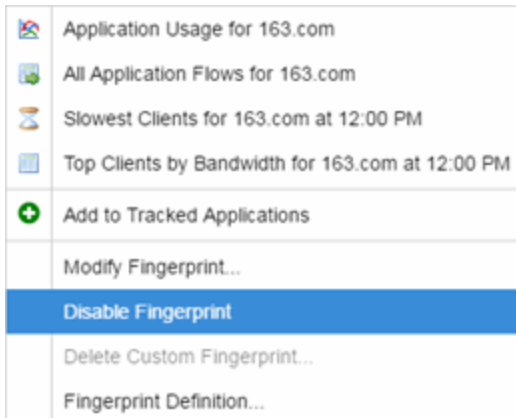 Application Usage for 163.com
All Application Flows for 163.com
Slowest Clients for 163.com at 12:00 PM
Top Clients by Bandwidth for 163.com at 12:00 PM
Add to Tracked Applications
Modify Fingerprint...
Disable Fingerprint
Delete Custom Fingerprint...
Fingerprint Definition...